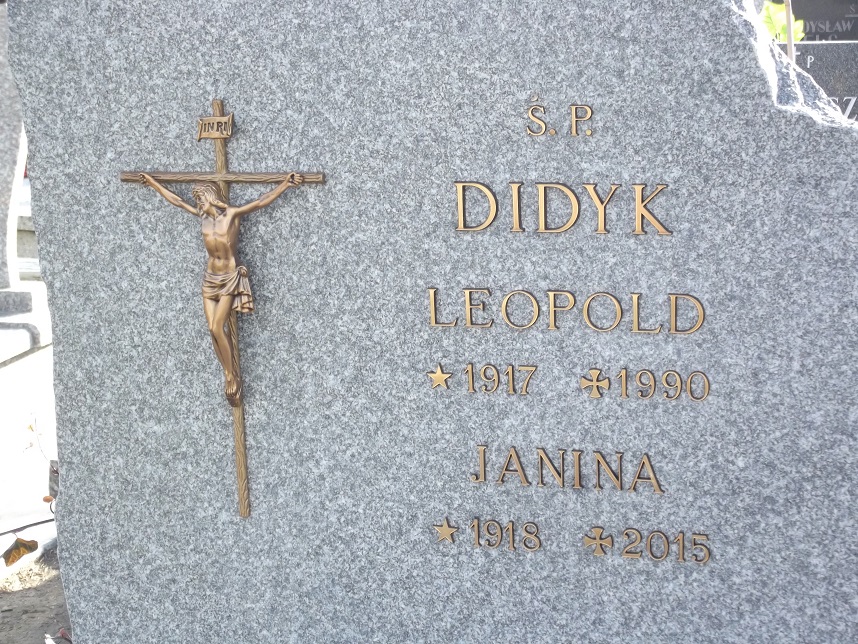 INRI
Ś. P.
DIDYK
LEOPOLD
★ 1917 ✠ 1990
JANINA
★ 1918 ✠ 2015